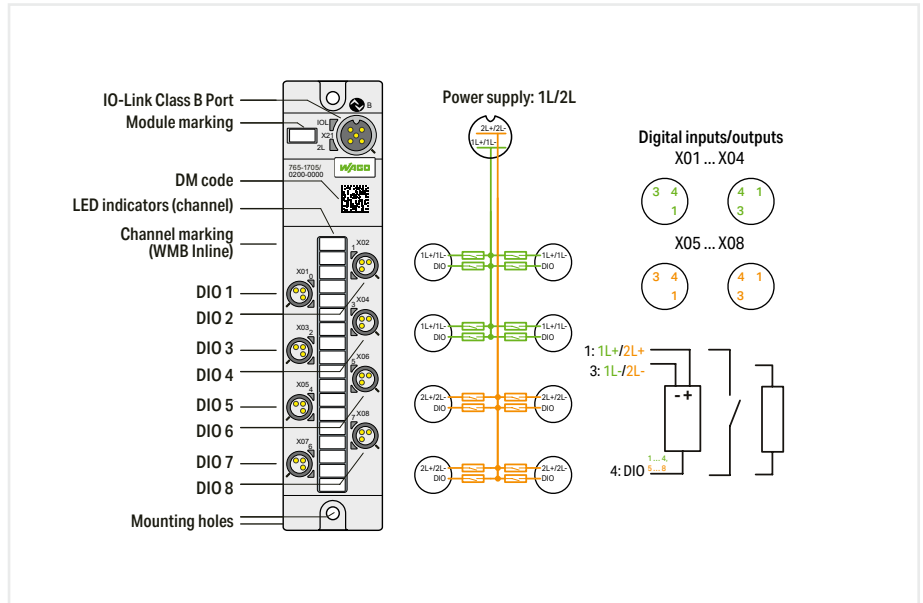 IO-Link Class B Port
Module marking
DM code
LED indicators (channel)
Channel marking
(WMB Inline)
DIO 1
DIO 2
DIO 3
DIO 4
DIO 5
DIO 6
DIO 7
DIO 8
Mounting holes
B
IOL
X21
2L
WAGO
765-1705/
0200-0000
X02
1
X01
0
X04
3
X03
2
X06
5
X05
4
X08
7
X07
6
Power supply: 1L/2L
2L+/2L-
1L+/1L-
1L+/1L-
DIO
1L+/1L-
DIO
1L+/1L-
DIO
1L+/1L-
DIO
2L+/2L-
DIO
2L+/2L-
DIO
2L+/2L-
DIO
2L+/2L-
DIO
Digital inputs/outputs
X01 ... X04
3 4
1
4 1
3
X05 ... X08
3 4
1
4 1
3
1: 1L+/2L+
3: 1L-/2L-
- +
4: DIO
1 ... 4,
5 ... 8